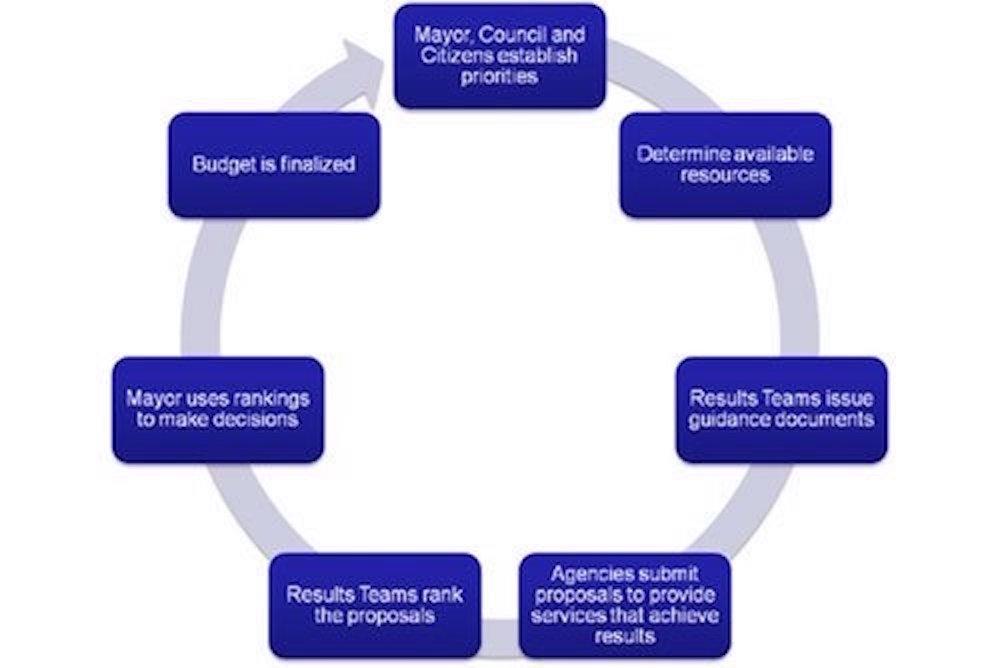 Mayor, Council and
Citizens establish
priorities
Determine available
resources
Results Teams issue
guidance documents
Agencies submit
proposals to provide
services that achieve
results
Results Teams rank
the proposals
Mayor uses rankings
to make decisions
Budget is finalized